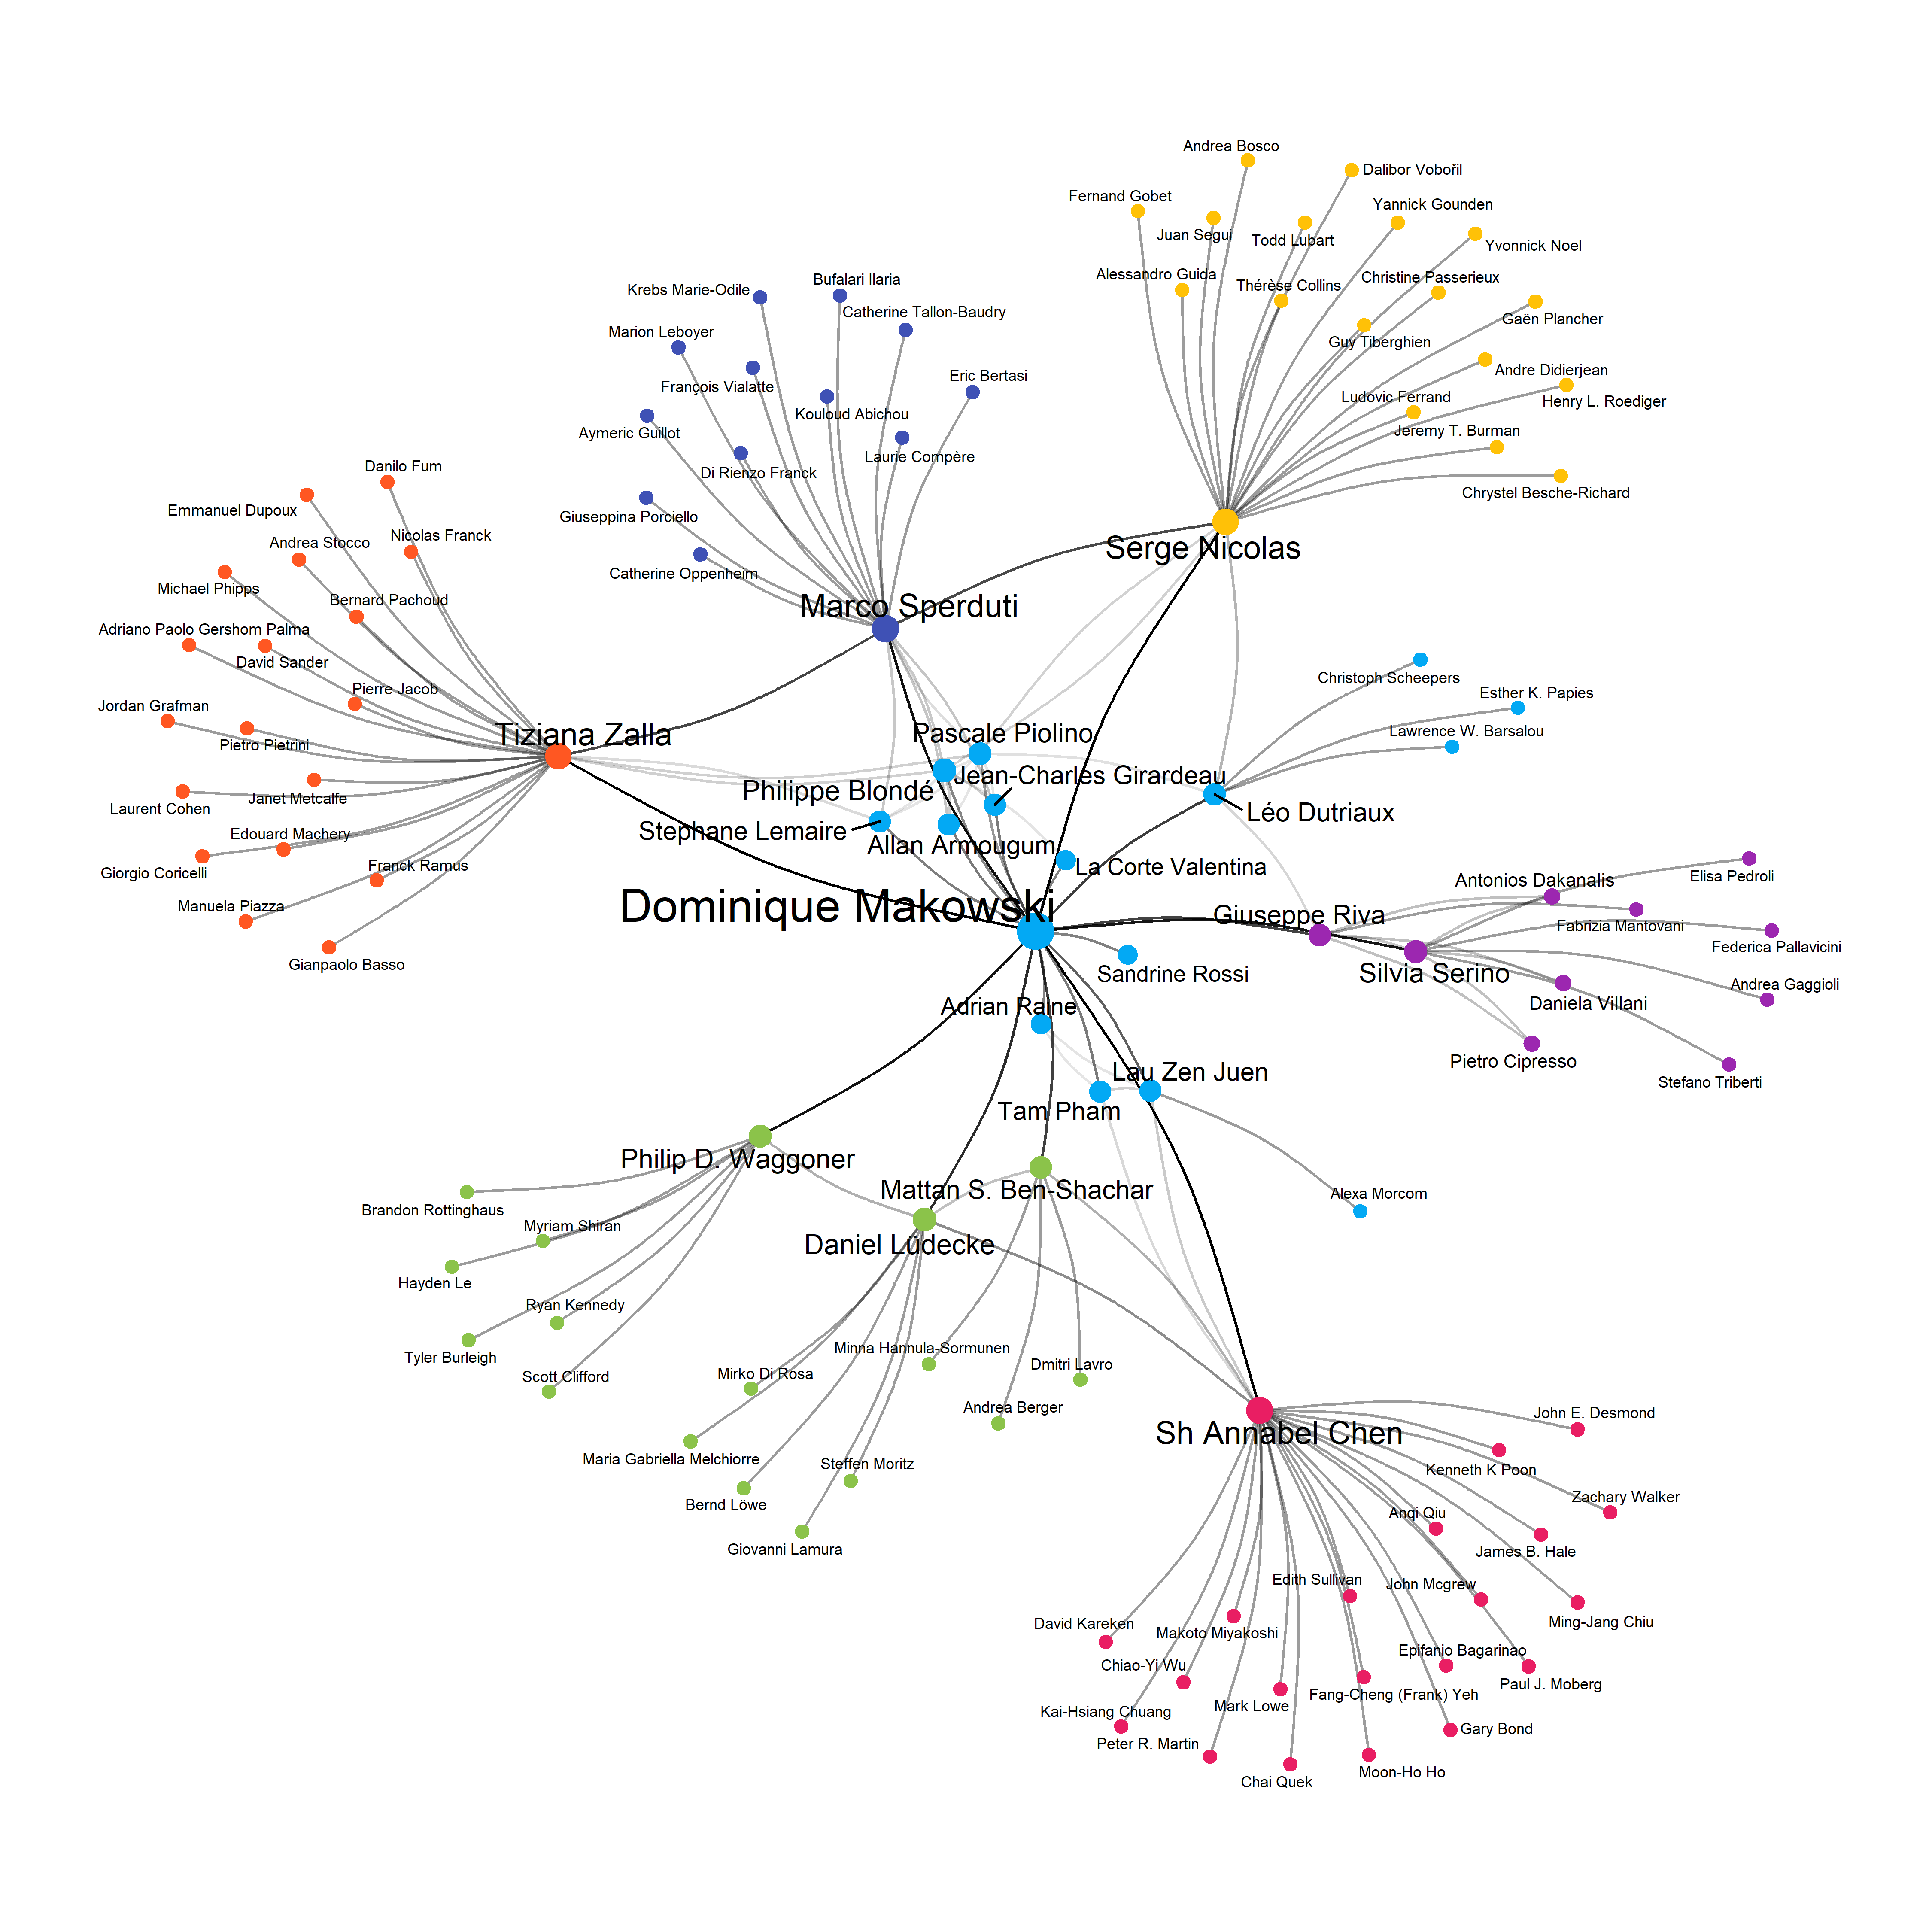 Andrea Bosco
Dalibor Vobořil
Fernand Gobet
Yannick Gounden
Juan Segui
Todd Lubart
Yvonnick Noel
Alessandro Guida
Thérèse Collins
Christine Passerieux
Gaën Plancher
Guy Tiberghien
Andre Didierjean
Ludovic Ferrand
Henry L. Roediger
Jeremy T. Burman
Chrystel Besche-Richard
Serge Nicolas
Bufalari Ilaria
Krebs Marie-Odile
Catherine Tallon-Baudry
Marion Leboyer
François Vialatte
Eric Bertasi
Kouloud Abichou
Aymeric Guillot
Laurie Compère
Di Rienzo Franck
Giuseppina Porciello
Catherine Oppenheim
Marco Sperduti
Danilo Fum
Emmanuel Dupoux
Nicolas Franck
Andrea Stocco
Michael Phipps
Bernard Pachoud
Adriano Paolo Gershom Palma
David Sander
Pierre Jacob
Jordan Grafman
Pietro Pietrini
Tiziana Zalla
Janet Metcalfe
Laurent Cohen
Edouard Machery
Giorgio Coricelli
Franck Ramus
Manuela Piazza
Gianpaolo Basso
Christoph Scheepers
Esther K. Papies
Lawrence W. Barsalou
Pascale Piolino
Jean-Charles Girardeau
Philippe Blondé
Léo Dutriaux
Stephane Lemaire
Allan Armougum
La Corte Valentina
Dominique Makowski
Elisa Pedroli
Antonios Dakanalis
Giuseppe Riva
Fabrizia Mantovani
Federica Pallavicini
Silvia Serino
Sandrine Rossi
Andrea Gaggioli
Daniela Villani
Adrian Raine
Pietro Cipresso
Lau Zen Juen
Stefano Triberti
Tam Pham
Philip D. Waggoner
Mattan S. Ben-Shachar
Alexa Morcom
Brandon Rottinghaus
Myriam Shiran
Daniel Lüdecke
Hayden Le
Ryan Kennedy
Tyler Burleigh
Scott Clifford
Minna Hannula-Sormunen
Dmitri Lavro
Mirko Di Rosa
Andrea Berger
Maria Gabriella Melchiorre
Steffen Moritz
Bernd Löwe
Giovanni Lamura
Sh Annabel Chen
John E. Desmond
Kenneth K Poon
Zachary Walker
Anqi Qiu
James B. Hale
Edith Sullivan
John Mcgrew
Ming-Jang Chiu
David Kareken
Makoto Miyakoshi
Epifanio Bagarinao
Chiao-Yi Wu
Paul J. Moberg
Fang-Cheng (Frank) Yeh
Mark Lowe
Kai-Hsiang Chuang
Gary Bond
Peter R. Martin
Moon-Ho Ho
Chai Quek